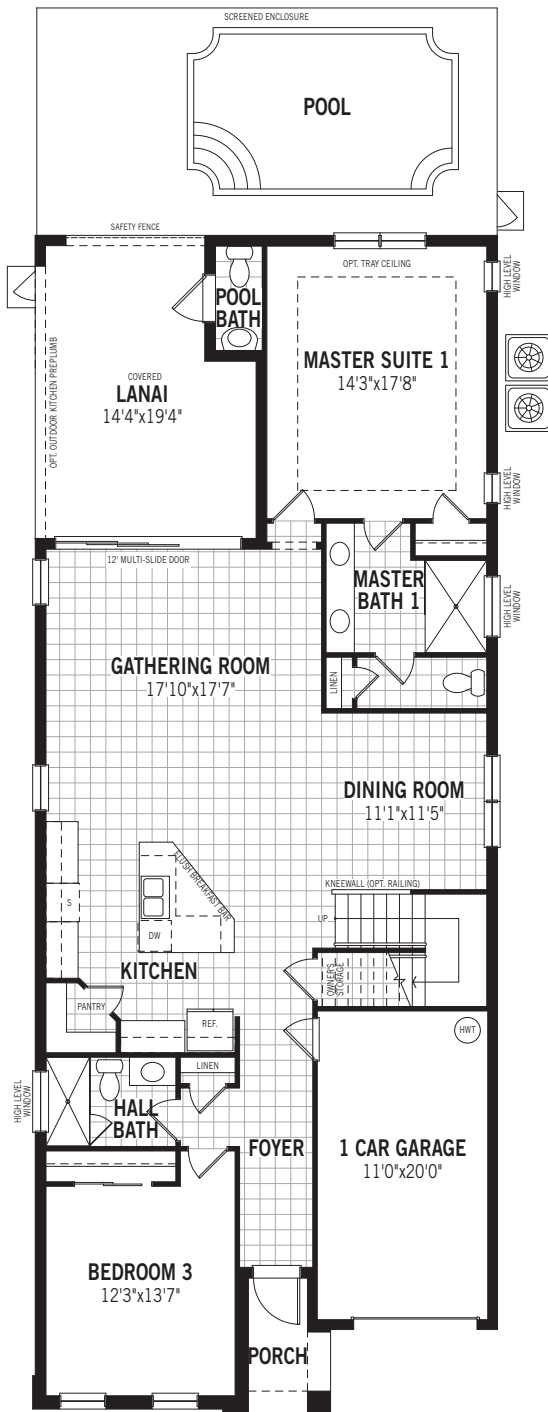 SCREENED ENCLOSURE
POOL
SAFETY FENCE
OPT. TRAY CEILING
HIGH LEVEL
WINDOW
POOL
BATH
MASTER SUITE 1
14'3"x17'8"
COVERED
LANAI
14'4"x19'4"
OPT. OUTDOOR KITCHEN PREPLUMB
HIGH LEVEL
WINDOW
12' MULTI-SLIDE DOOR
MASTER
BATH 1
HIGH LEVEL
WINDOW
GATHERING ROOM
17'10"x17'7"
LINEN
DINING ROOM
11'1"x11'5"
FLUSH BREAKFAST BAR
KNEEWALL (OPT. RAILING)
S
UP
DW
KITCHEN
OWNER'S
STORAGE
PANTRY
REF.
HWT
LINEN
HIGH LEVEL
WINDOW
HALL
BATH
FOYER
1 CAR GARAGE
11'0"x20'0"
BEDROOM 3
12'3"x13'7"
PORCH